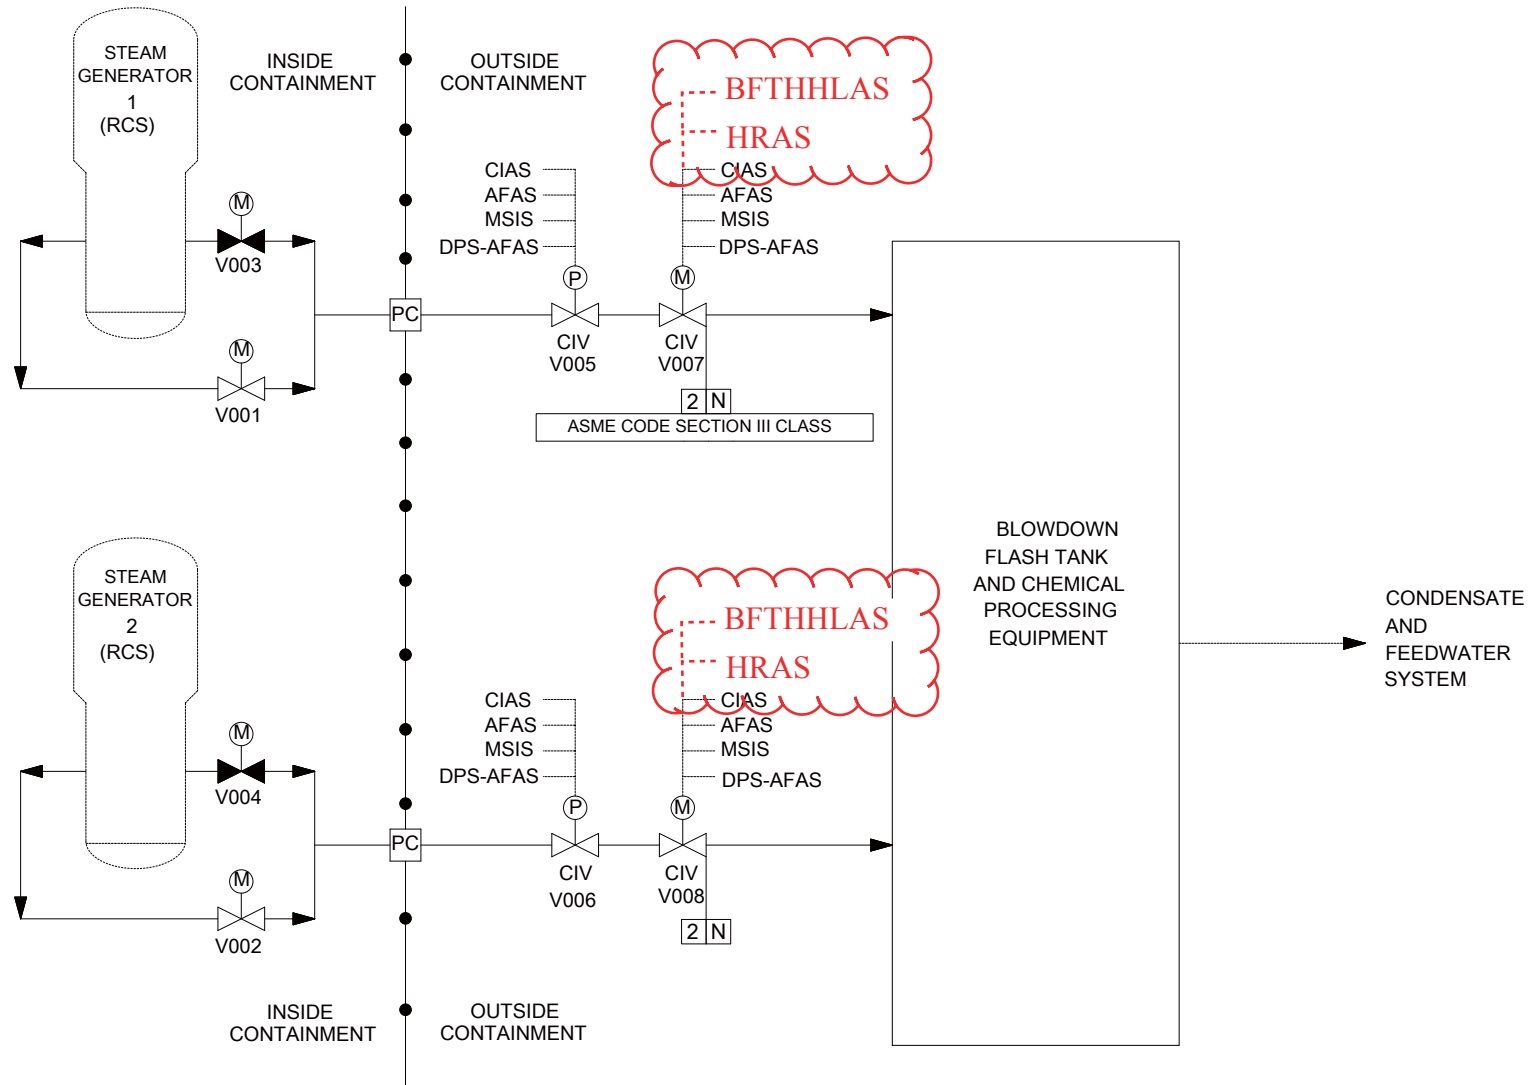 STEAM
GENERATOR
1
(RCS)
INSIDE
CONTAINMENT
OUTSIDE
CONTAINMENT
BFTHHLAS
HRAS
CIAS
AFAS
MSIS
DPS-AFAS
CIAS
AFAS
MSIS
DPS-AFAS
M
V003
M
V001
PC
P
CIV
V005
M
CIV
V007
2 N
ASME CODE SECTION III CLASS
BLOWDOWN
FLASH TANK
AND CHEMICAL
PROCESSING
EQUIPMENT
CONDENSATE
AND
FEEDWATER
SYSTEM
STEAM
GENERATOR
2
(RCS)
BFTHHLAS
HRAS
CIAS
AFAS
MSIS
DPS-AFAS
CIAS
AFAS
MSIS
DPS-AFAS
M
V004
M
V002
PC
P
CIV
V006
M
CIV
V008
2 N
INSIDE
CONTAINMENT
OUTSIDE
CONTAINMENT